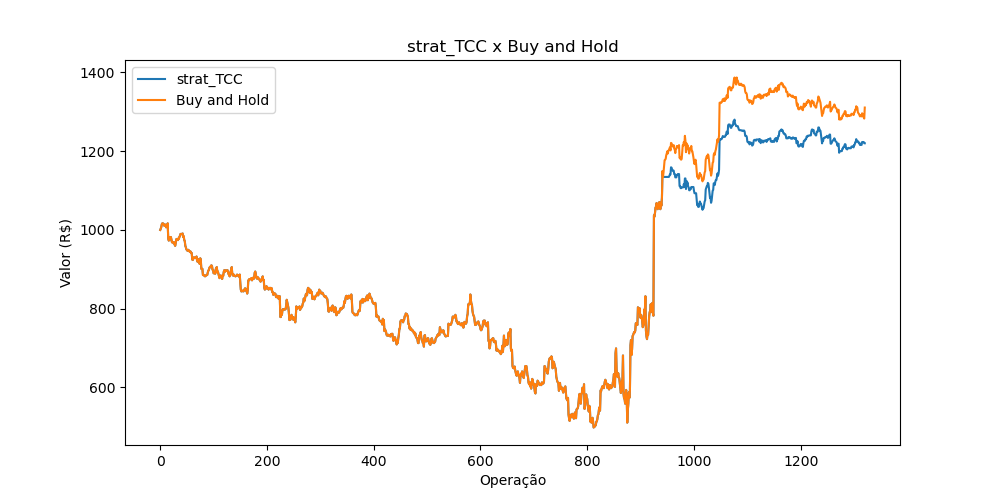 strat_TCC x Buy and Hold
strat_TCC
Buy and Hold
1400
1200
1000
800
600
Valor (R$)
0 200 400 600 800 1000 1200
Operação